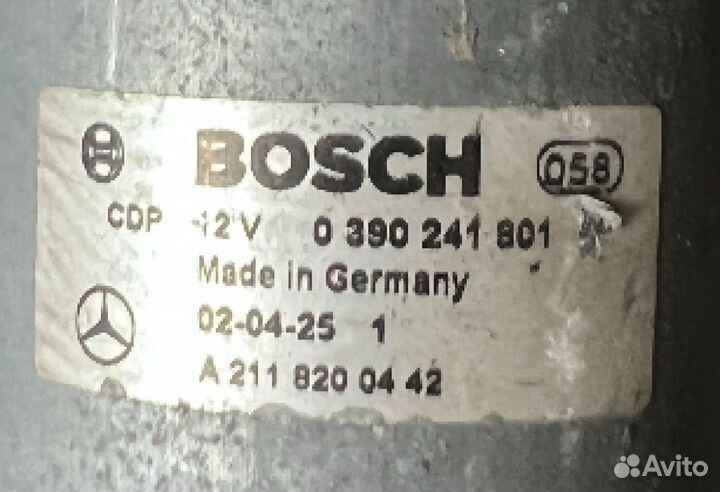 BOSCH 058
CDP 12V 0 390 241 801
Made in Germany
02-04-25 1
A 211 820 04 42
Avito